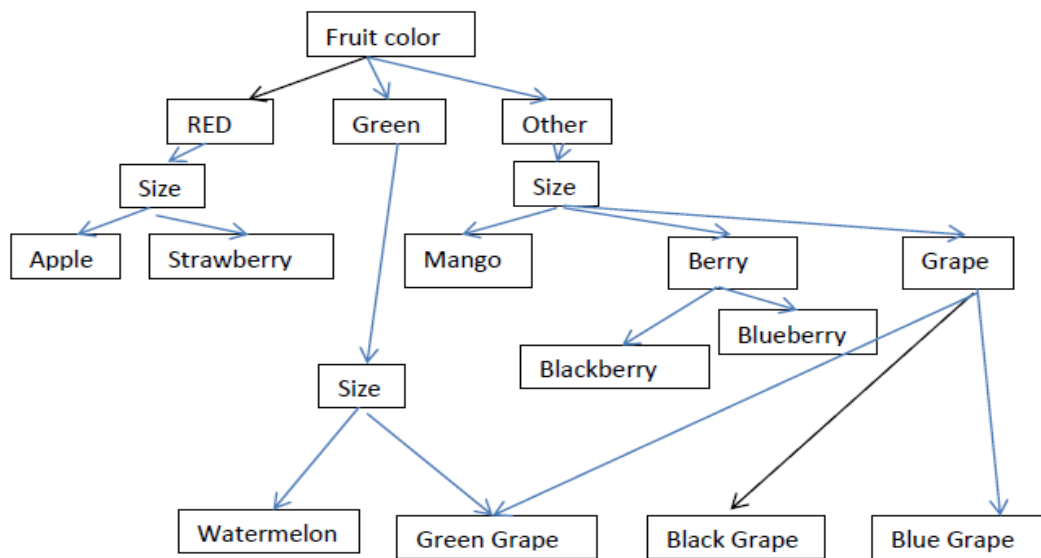 Fruit color
RED
Green
Other
Size
Size
Apple
Strawberry
Mango
Berry
Grape
Blueberry
Blackberry
Size
Watermelon
Green Grape
Black Grape
Blue Grape